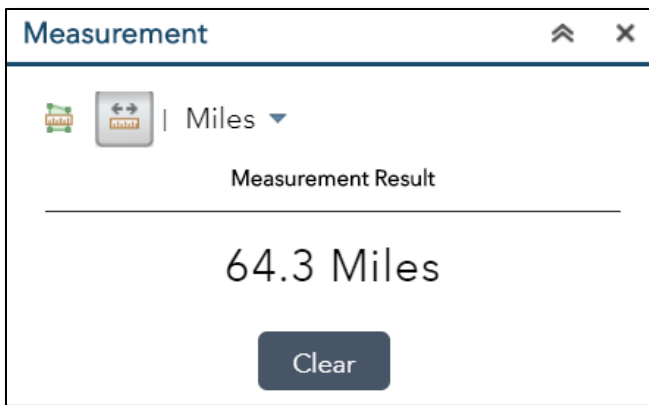 Measurement
| Miles
Measurement Result
64.3 Miles
Clear